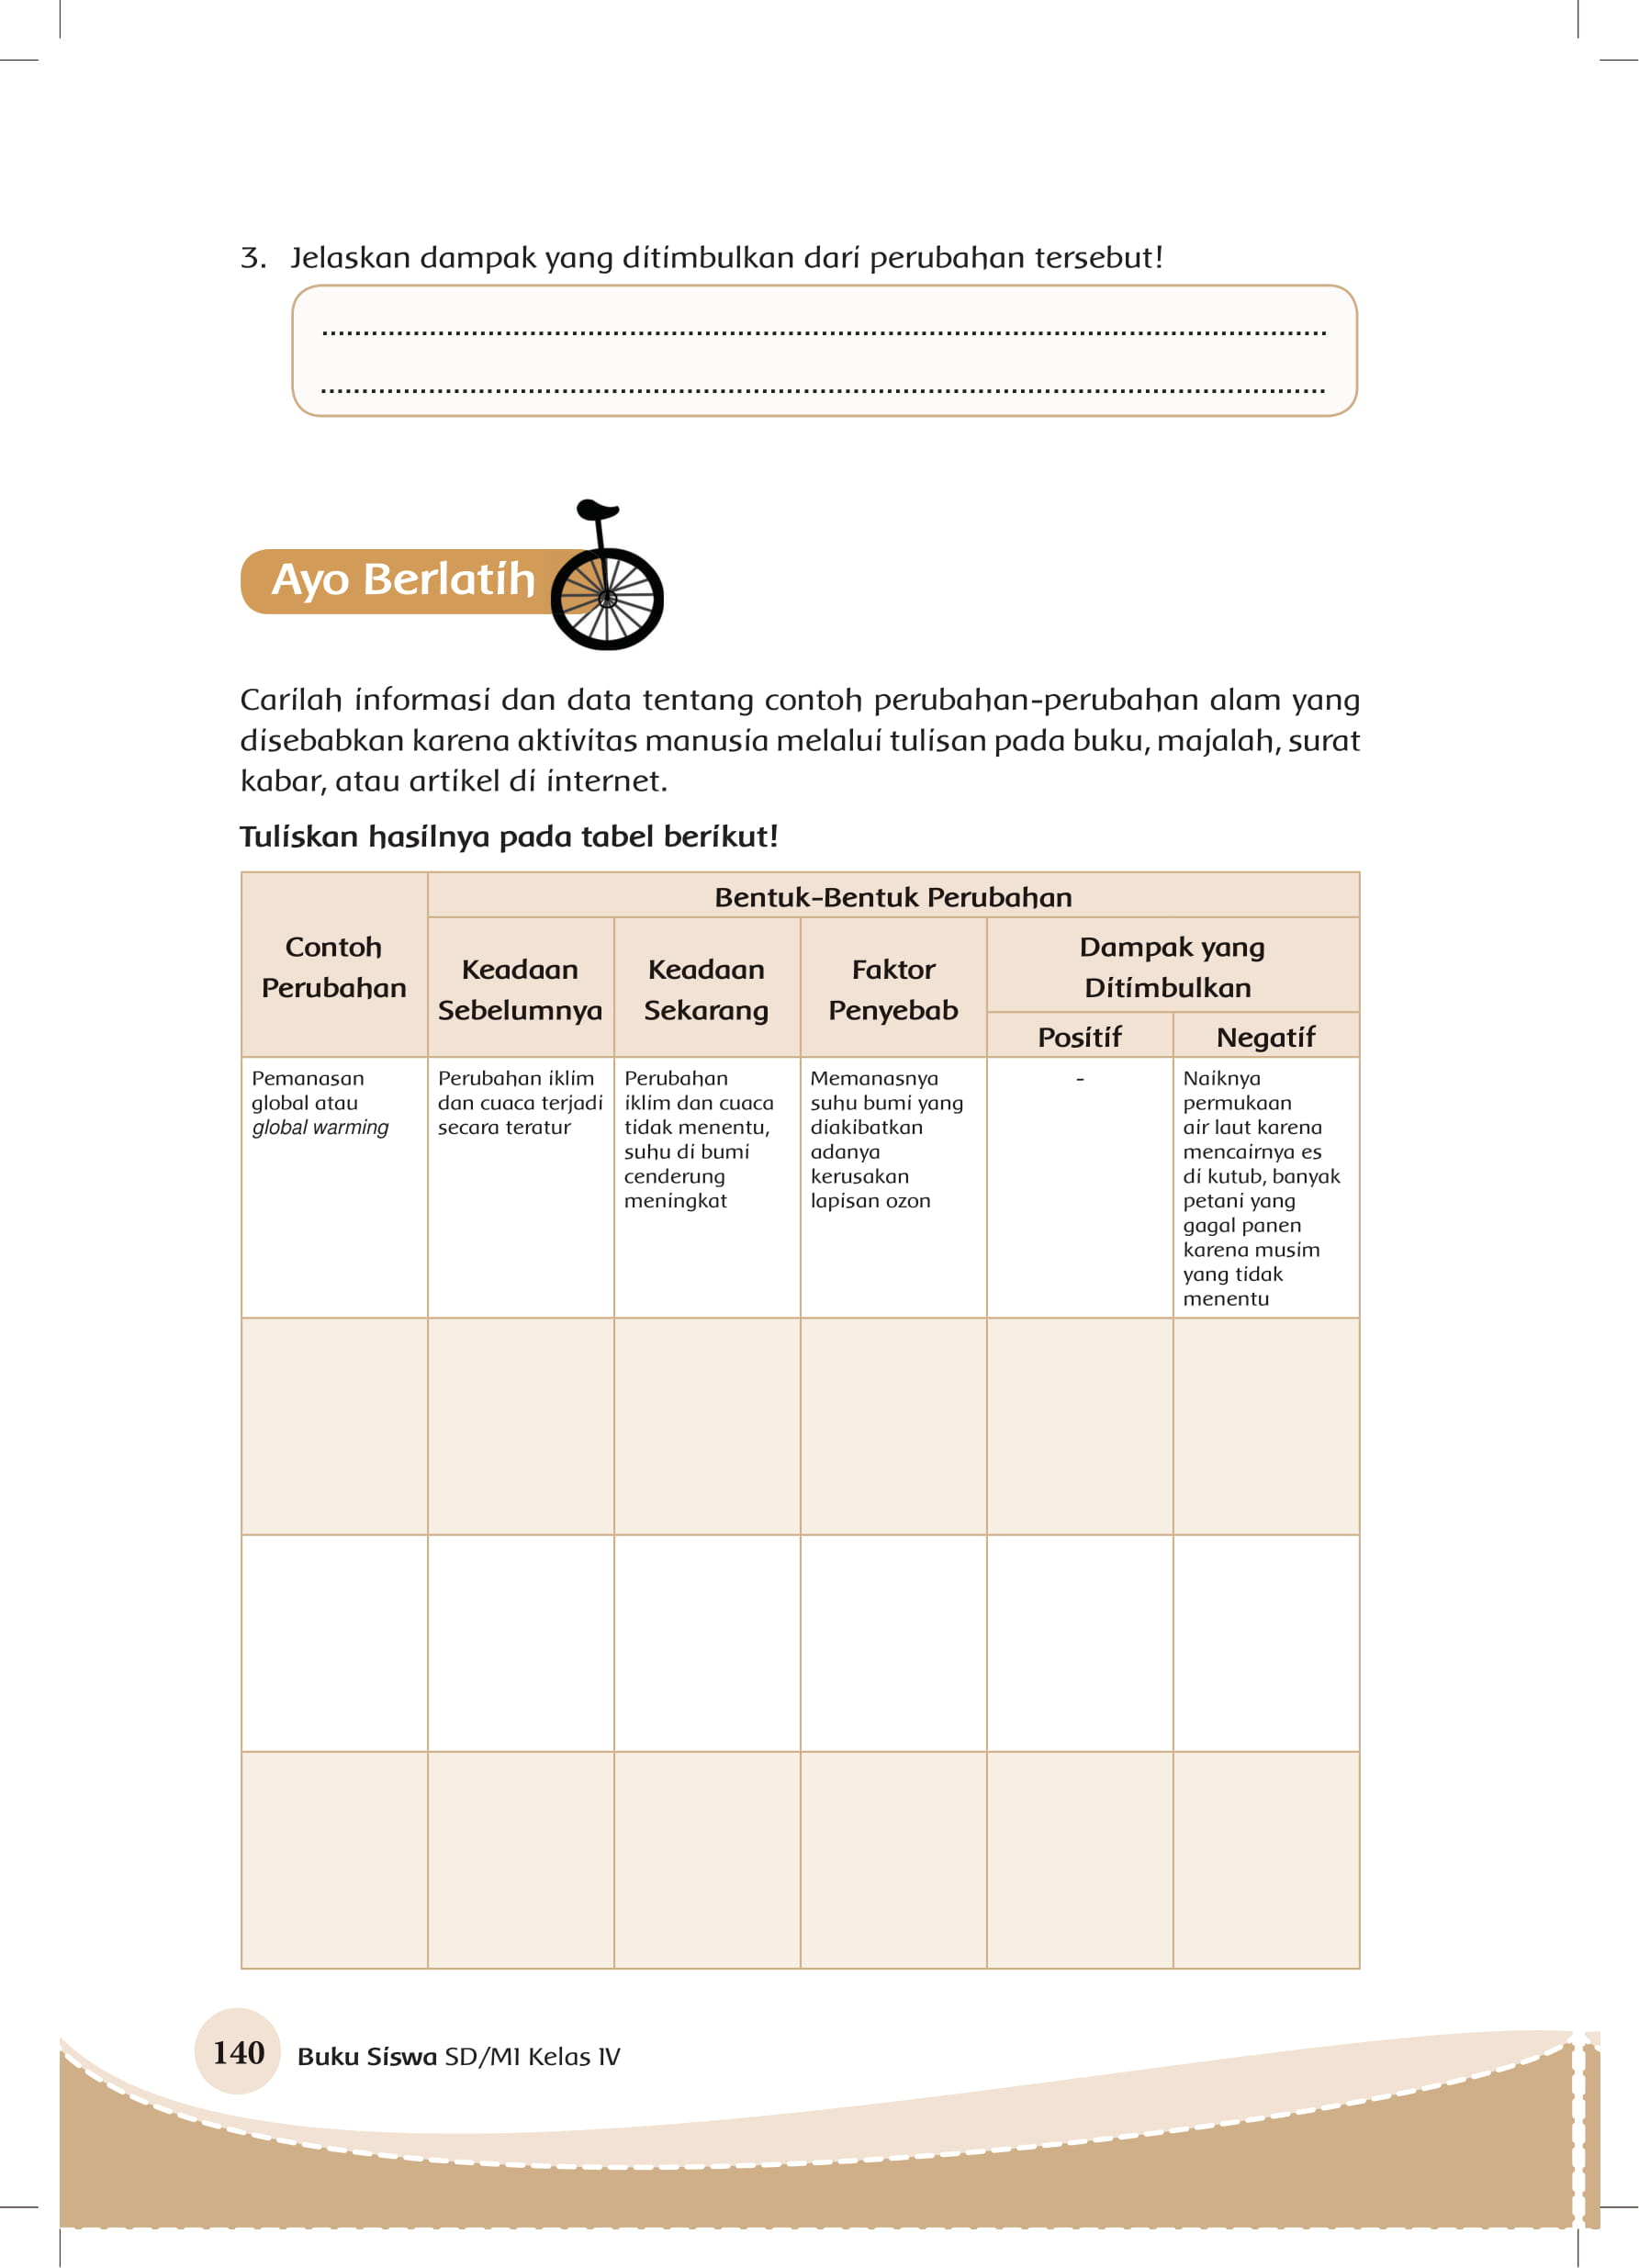 3. Jelaskan dampak yang ditimbulkan dari perubahan tersebut!
....................................................................................................................
....................................................................................................................
Ayo Berlatih
Carilah informasi dan data tentang contoh perubahan-perubahan alam yang
disebabkan karena aktivitas manusia melalui tulisan pada buku, majalah, surat
kabar, atau artikel di internet.
Tuliskan hasilnya pada tabel berikut!
Contoh
Perubahan
Bentuk-Bentuk Perubahan
Keadaan
Sebelumnya
Keadaan
Sekarang
Faktor
Penyebab
Dampak yang
Ditimbulkan
Positif
Negatif
Pemanasan
global atau
global warming
Perubahan iklim
dan cuaca terjadi
secara teratur
Perubahan
iklim dan cuaca
tidak menentu,
suhu di bumi
cenderung
meningkat
Memanasnya
suhu bumi yang
diakibatkan
adanya
kerusakan
lapisan ozon
-
Naiknya
permukaan
air laut karena
mencairnya es
di kutub, banyak
petani yang
gagal panen
karena musim
yang tidak
menentu
140 Buku Siswa SD/MI Kelas IV